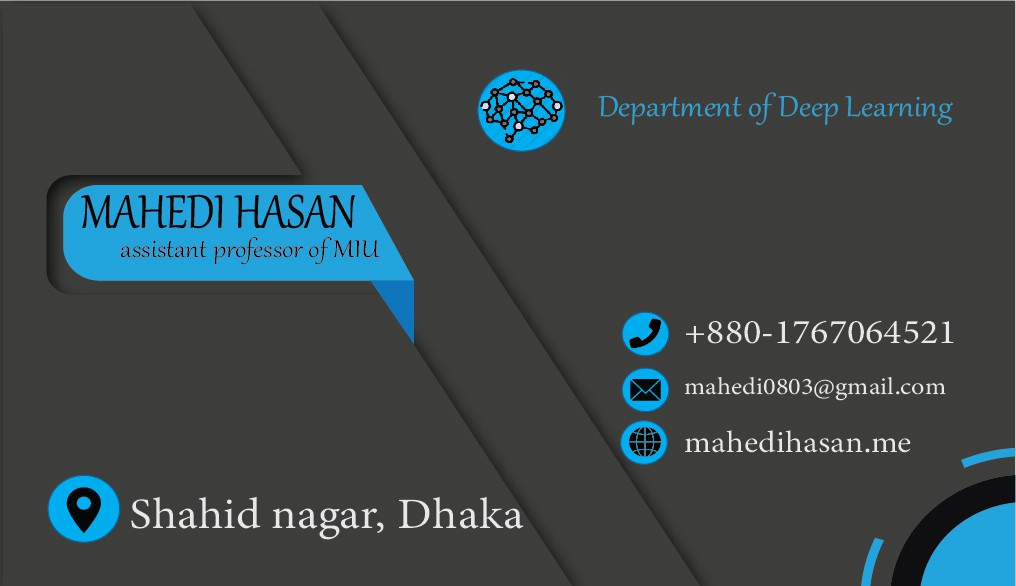 Department of Deep Learning
MAHEDI HASAN
assistant professor of MIU
+880-1767064521
mahedi0803@gmail.com
mahedihasan.me
Shahid nagar, Dhaka